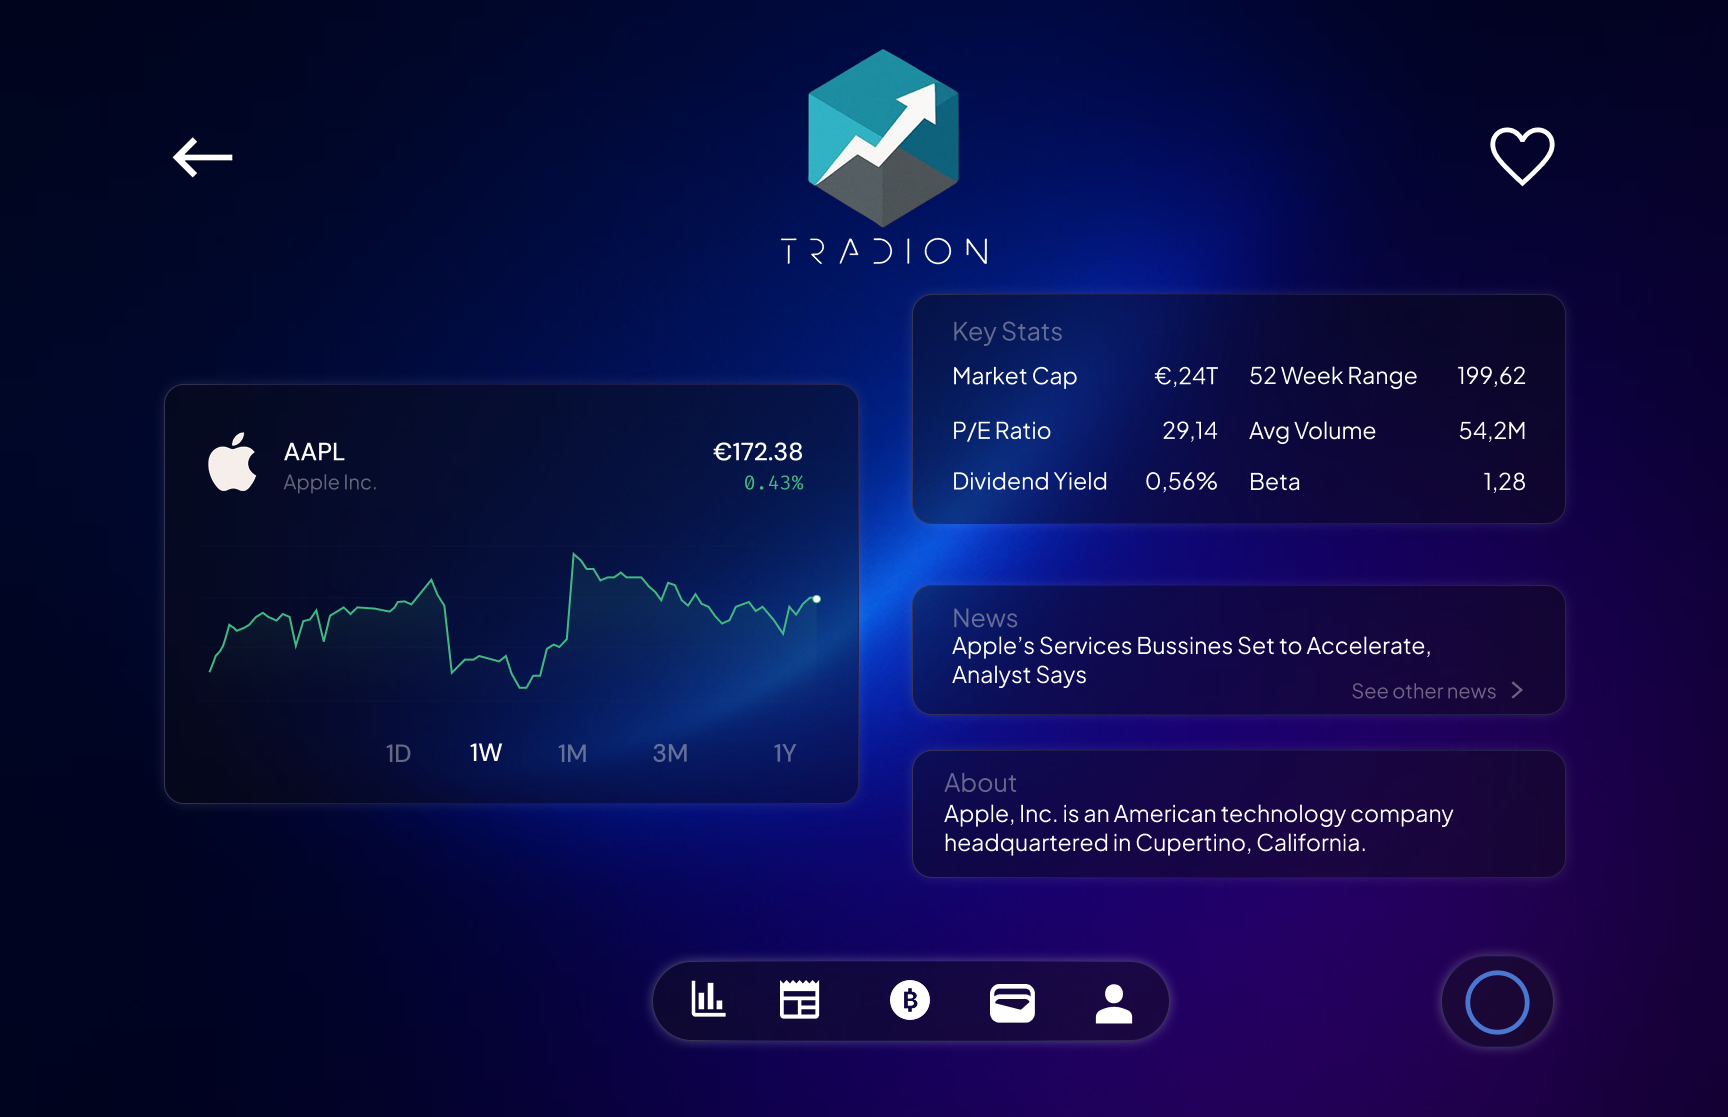 TRADION
AAPL
Apple Inc.
€172.38
0.43%
1D 1W 1M 3M 1Y
Key Stats
Market Cap €,24T 52 Week Range 199,62
P/E Ratio 29,14 Avg Volume 54,2M
Dividend Yield 0,56% Beta 1,28
News
Apple’s Services Bussines Set to Accelerate,
Analyst Says
See other news
About
Apple, Inc. is an American technology company
headquartered in Cupertino, California.